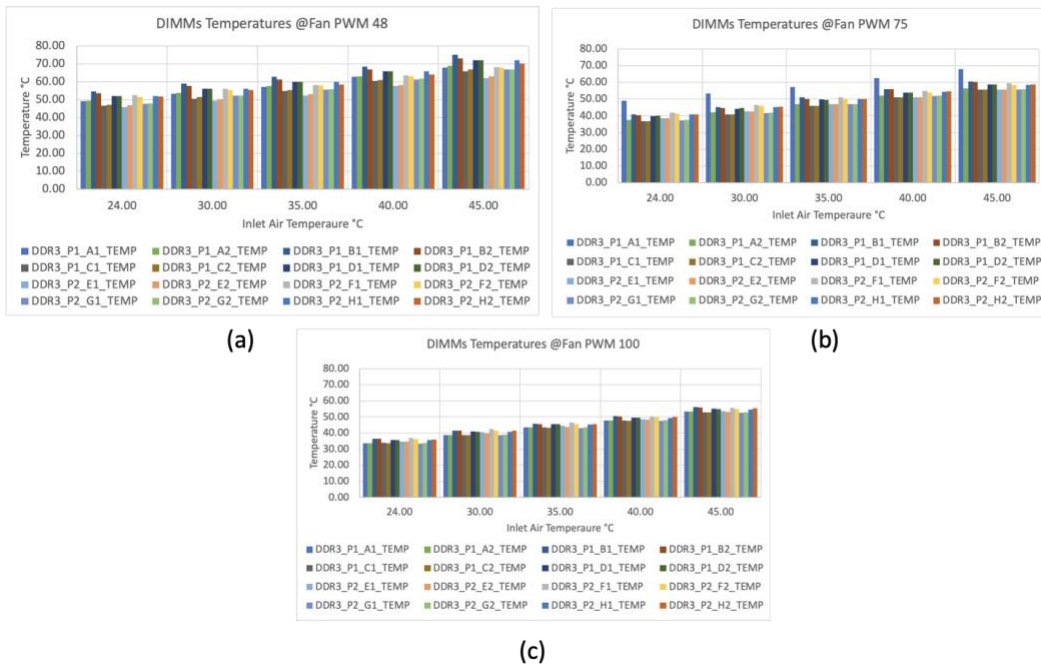 DIMMs Temperatures @Fan PWM 48
80.00
70.00
60.00
50.00
40.00
30.00
20.00
10.00
0.00
Temperature °C
24.00 30.00 35.00 40.00 45.00
Inlet Air Temperaure °C
DDR3_P1_A1_TEMP DDR3_P1_A2_TEMP DDR3_P1_B1_TEMP DDR3_P1_B2_TEMP
DDR3_P1_C1_TEMP DDR3_P1_C2_TEMP DDR3_P1_D1_TEMP DDR3_P1_D2_TEMP
DDR3_P2_E1_TEMP DDR3_P2_E2_TEMP DDR3_P2_F1_TEMP DDR3_P2_F2_TEMP
DDR3_P2_G1_TEMP DDR3_P2_G2_TEMP DDR3_P2_H1_TEMP DDR3_P2_H2_TEMP
(a)
DIMMs Temperatures @Fan PWM 75
80.00
70.00
60.00
50.00
40.00
30.00
20.00
10.00
0.00
Temperature °C
24.00 30.00 35.00 40.00 45.00
Inlet Air Temperaure °C
DDR3_P1_A1_TEMP DDR3_P1_A2_TEMP DDR3_P1_B1_TEMP DDR3_P1_B2_TEMP
DDR3_P1_C1_TEMP DDR3_P1_C2_TEMP DDR3_P1_D1_TEMP DDR3_P1_D2_TEMP
DDR3_P2_E1_TEMP DDR3_P2_E2_TEMP DDR3_P2_F1_TEMP DDR3_P2_F2_TEMP
DDR3_P2_G1_TEMP DDR3_P2_G2_TEMP DDR3_P2_H1_TEMP DDR3_P2_H2_TEMP
(b)
DIMMs Temperatures @Fan PWM 100
80.00
70.00
60.00
50.00
40.00
30.00
20.00
10.00
0.00
Temperature °C
24.00 30.00 35.00 40.00 45.00
Inlet Air Temperaure °C
DDR3_P1_A1_TEMP DDR3_P1_A2_TEMP DDR3_P1_B1_TEMP DDR3_P1_B2_TEMP
DDR3_P1_C1_TEMP DDR3_P1_C2_TEMP DDR3_P1_D1_TEMP DDR3_P1_D2_TEMP
DDR3_P2_E1_TEMP DDR3_P2_E2_TEMP DDR3_P2_F1_TEMP DDR3_P2_F2_TEMP
DDR3_P2_G1_TEMP DDR3_P2_G2_TEMP DDR3_P2_H1_TEMP DDR3_P2_H2_TEMP
(c)